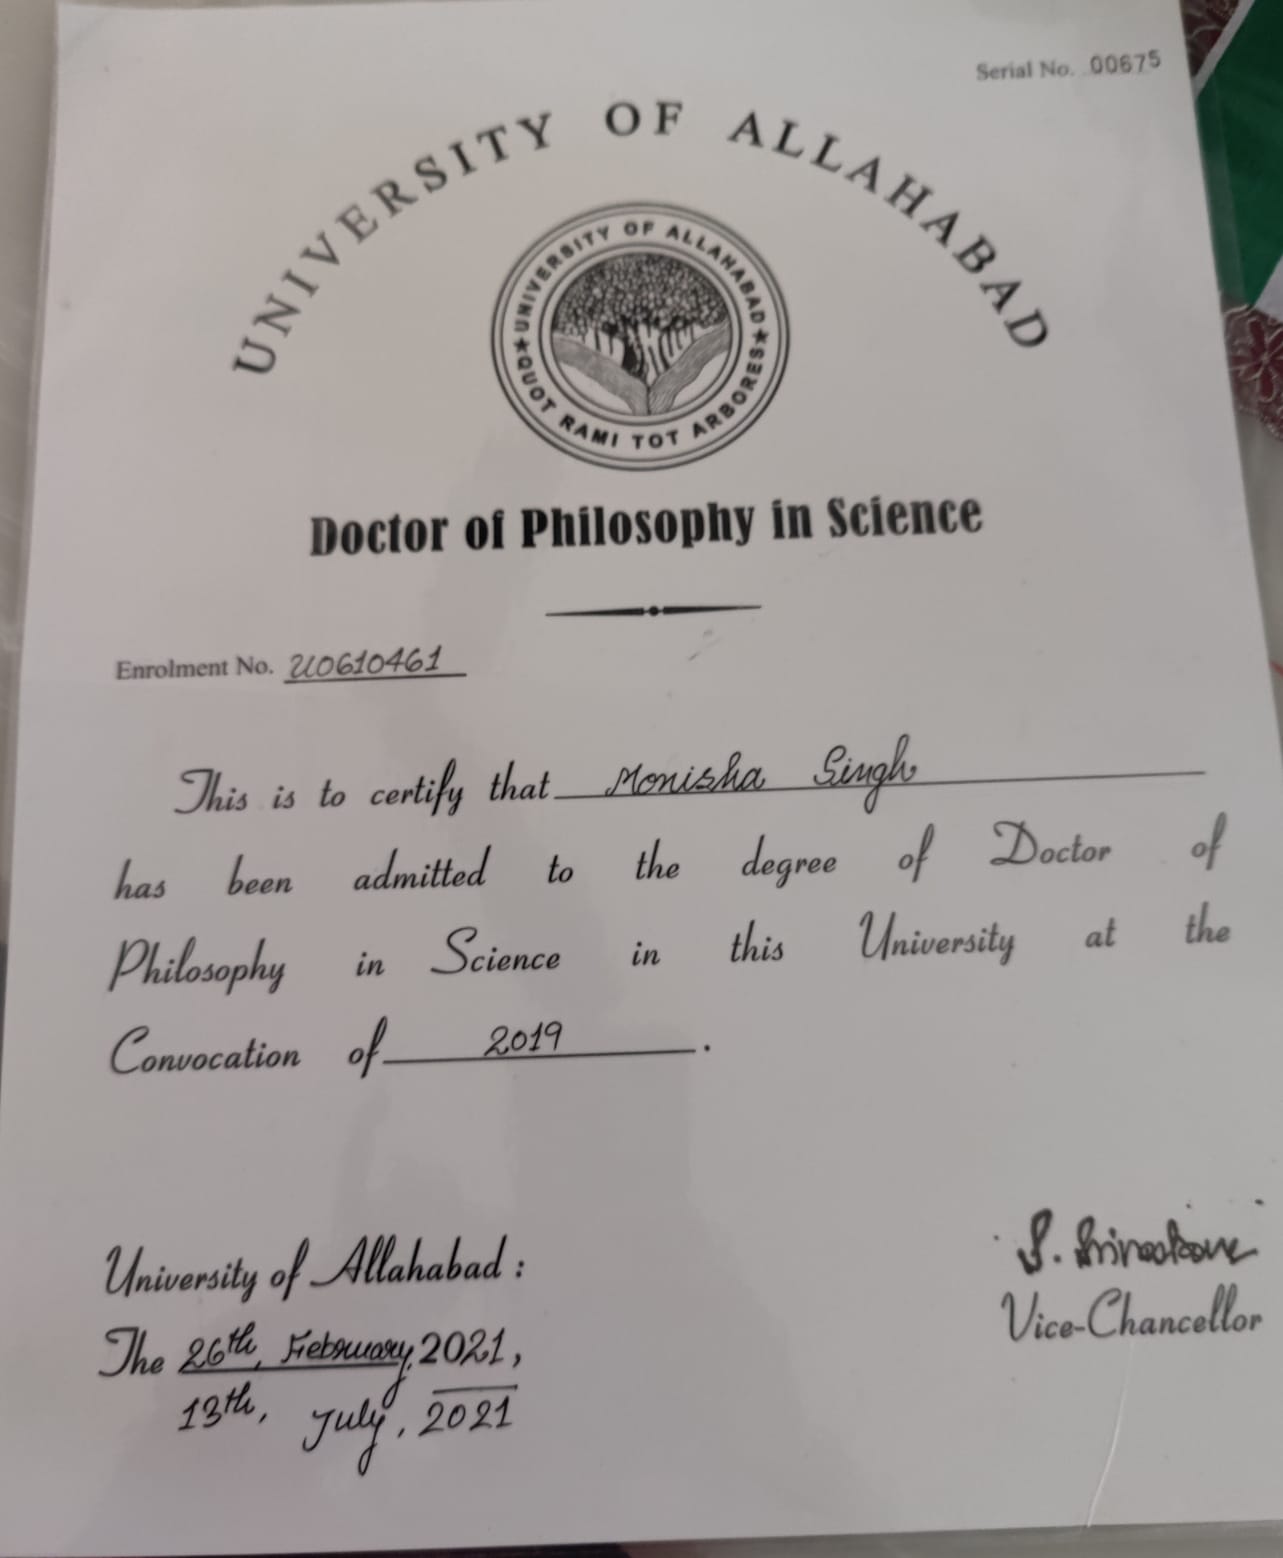 Serial No. 00675
UNIVERSITY OF ALLAHABAD
UNIVERSITY OF ALLAHABAD
QUOT RAMI TOT ARBORES
Doctor of Philosophy in Science
Enrolment No. U0610461
This is to certify that Monisha Singh
has been admitted to the degree of Doctor of
Philosophy in Science in this University at the
Convocation of 2019.
University of Allahabad :
The 26th, February, 2021,
13th, July, 2021
Vice-Chancellor